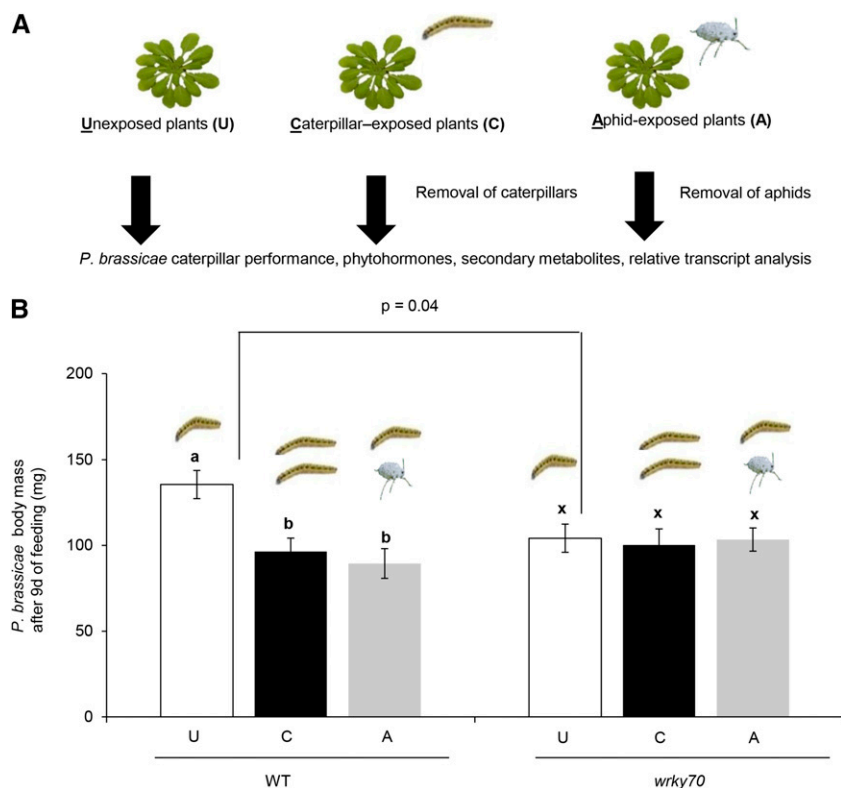 A
Unexposed plants (U)
Caterpillar–exposed plants (C)
Aphid-exposed plants (A)
Removal of caterpillars
Removal of aphids
P. brassicae caterpillar performance, phytohormones, secondary metabolites, relative transcript analysis
B
p = 0.04
P. brassicae body mass
after 9d of feeding (mg)
200
150
100
50
0
a
b
b
x
x
x
U
C
A
U
C
A
WT
wrky70